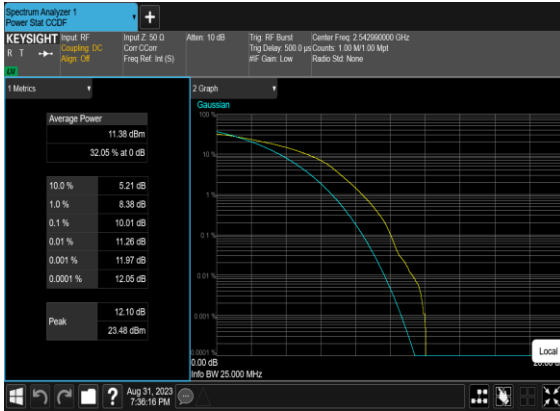 Spectrum Analyzer 1
Power Stat CCDF
+
KEYSIGHT
R T
LV
Input: RF
Coupling: DC
Align: Off
Input Z: 50 Ω
Corr CCorr
Freq Ref: Int (S)
Atten: 10 dB
Trig: RF Burst
Trig Delay: 500.0 µs
#IF Gain: Low
Center Freq: 2.542990000 GHz
Counts: 1.00 M/1.00 Mpt
Radio Std: None
1 Metrics
Average Power
11.38 dBm
32.05 % at 0 dB
10.0 % 5.21 dB
1.0 % 8.38 dB
0.1 % 10.01 dB
0.01 % 11.26 dB
0.001 % 11.97 dB
0.0001 % 12.05 dB
Peak
12.10 dB
23.48 dBm
2 Graph
Gaussian
100 %
10 %
1 %
0.1 %
0.01 %
0.001 %
0.0001 %
0.00 dB
Info BW 25.000 MHz
Local
?
Aug 31, 2023
7:36:16 PM